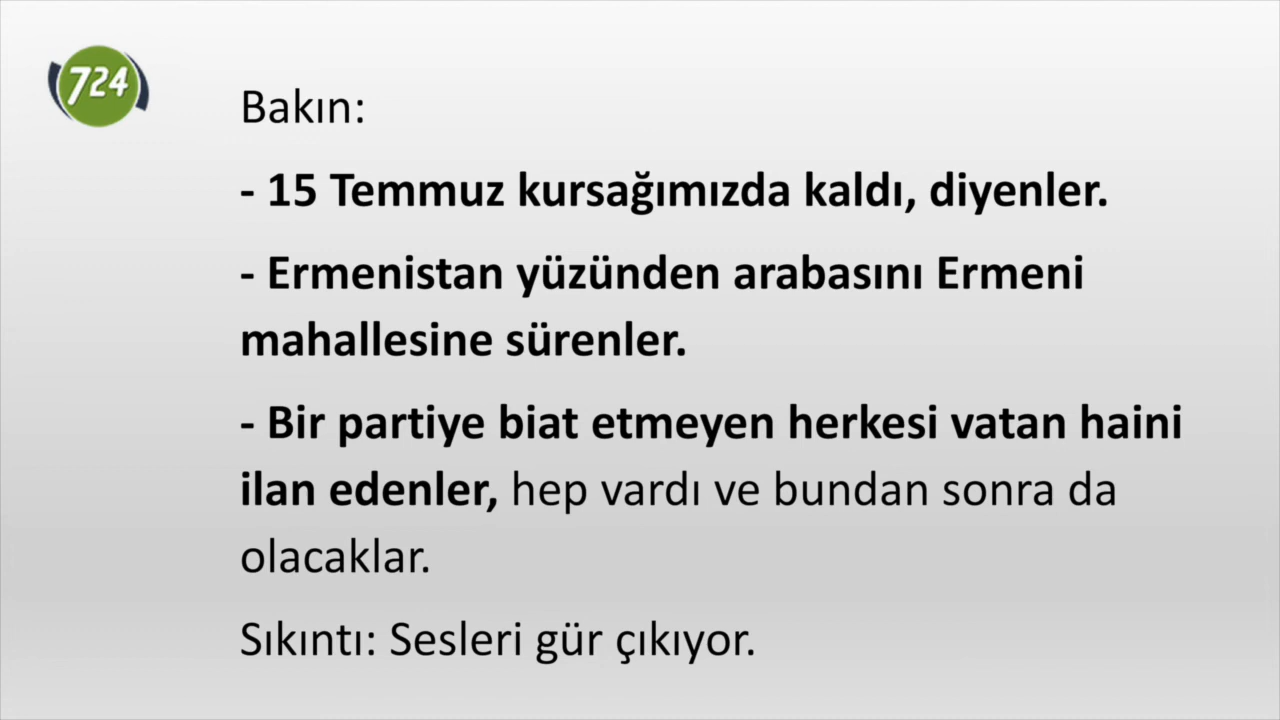 724
Bakın:
- 15 Temmuz kursağımızda kaldı, diyenler.
- Ermenistan yüzünden arabasını Ermeni
mahallesine sürenler.
- Bir partiye biat etmeyen herkesi vatan haini
ilan edenler, hep vardı ve bundan sonra da
olacaklar.
Sıkıntı: Sesleri gür çıkıyor.